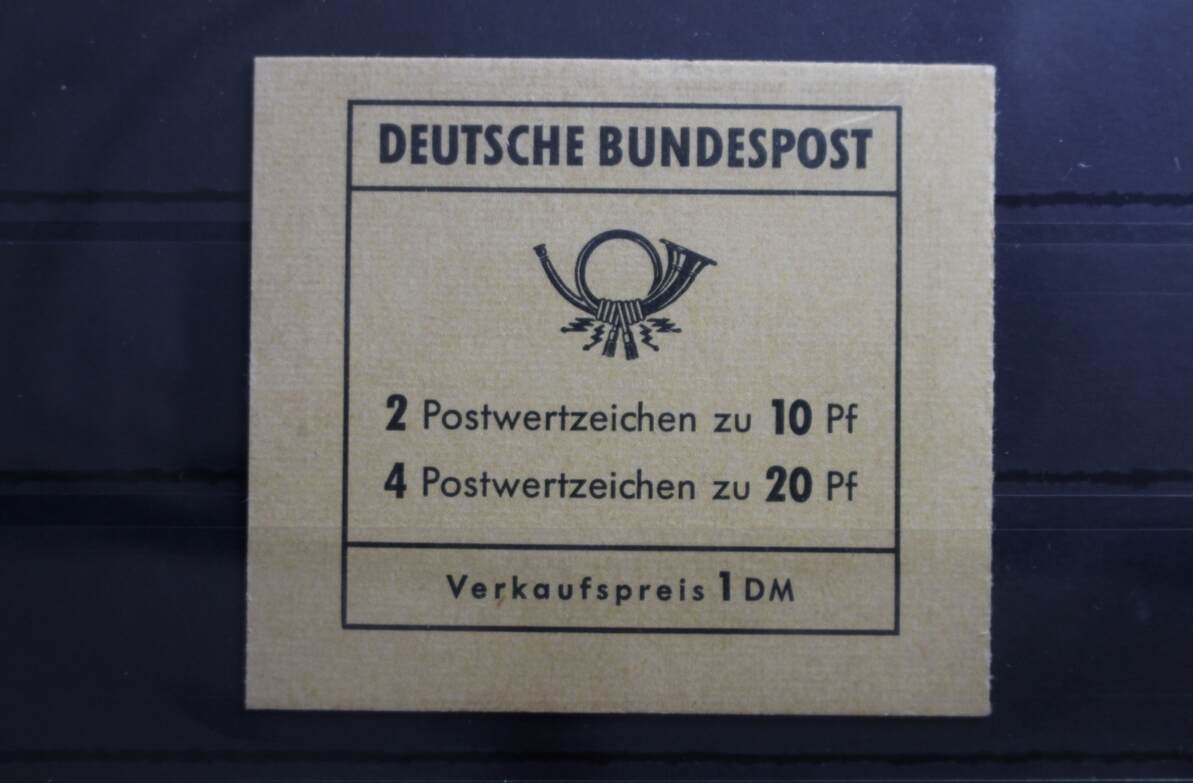 DEUTSCHE BUNDESPOST
2 Postwertzeichen zu 10 Pf
4 Postwertzeichen zu 20 Pf
Verkaufspreis 1 DM